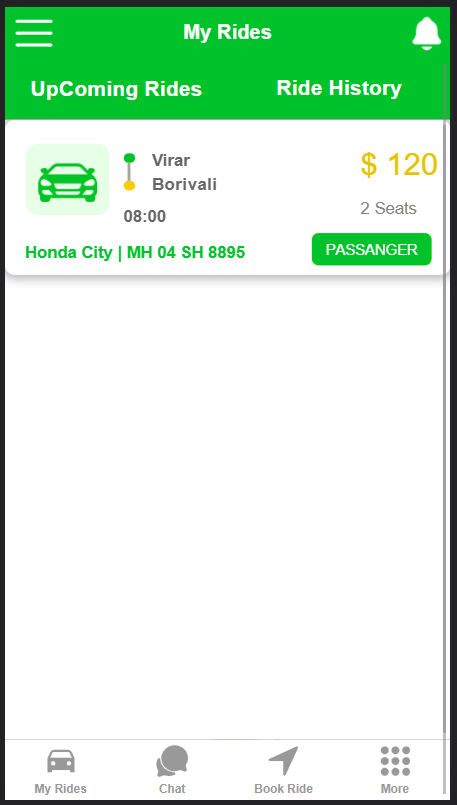 My Rides
UpComing Rides
Ride History
Virar
$ 120
Borivali
08:00
2 Seats
Honda City | MH 04 SH 8895
PASSANGER
My Rides
Chat
Book Ride
More